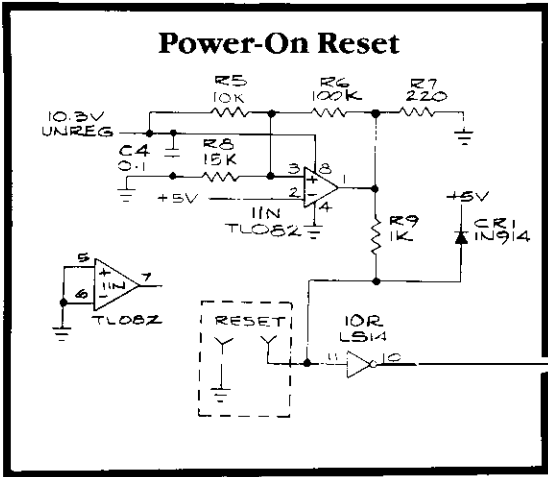 Power-On Reset
R5
10K
R6
100K
R7
220
10.3V
UNREG
C4
0.1
R8
15K
3
+
8
2
-
1
4
+5V
11N
TL082
R9
1K
+5V
CR1
1N914
5
+
6
-
11N
7
TL082
RESET
10R
LS14
11
10